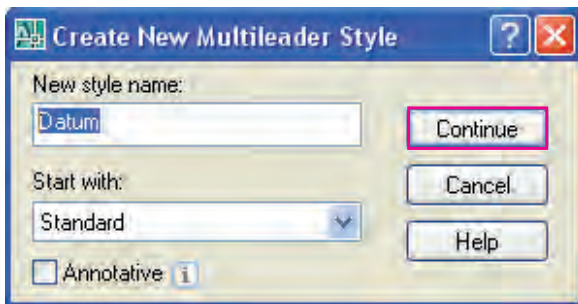 Create New Multileader Style
New style name:
Datum
Continue
Start with:
Cancel
Standard
Help
Annotative